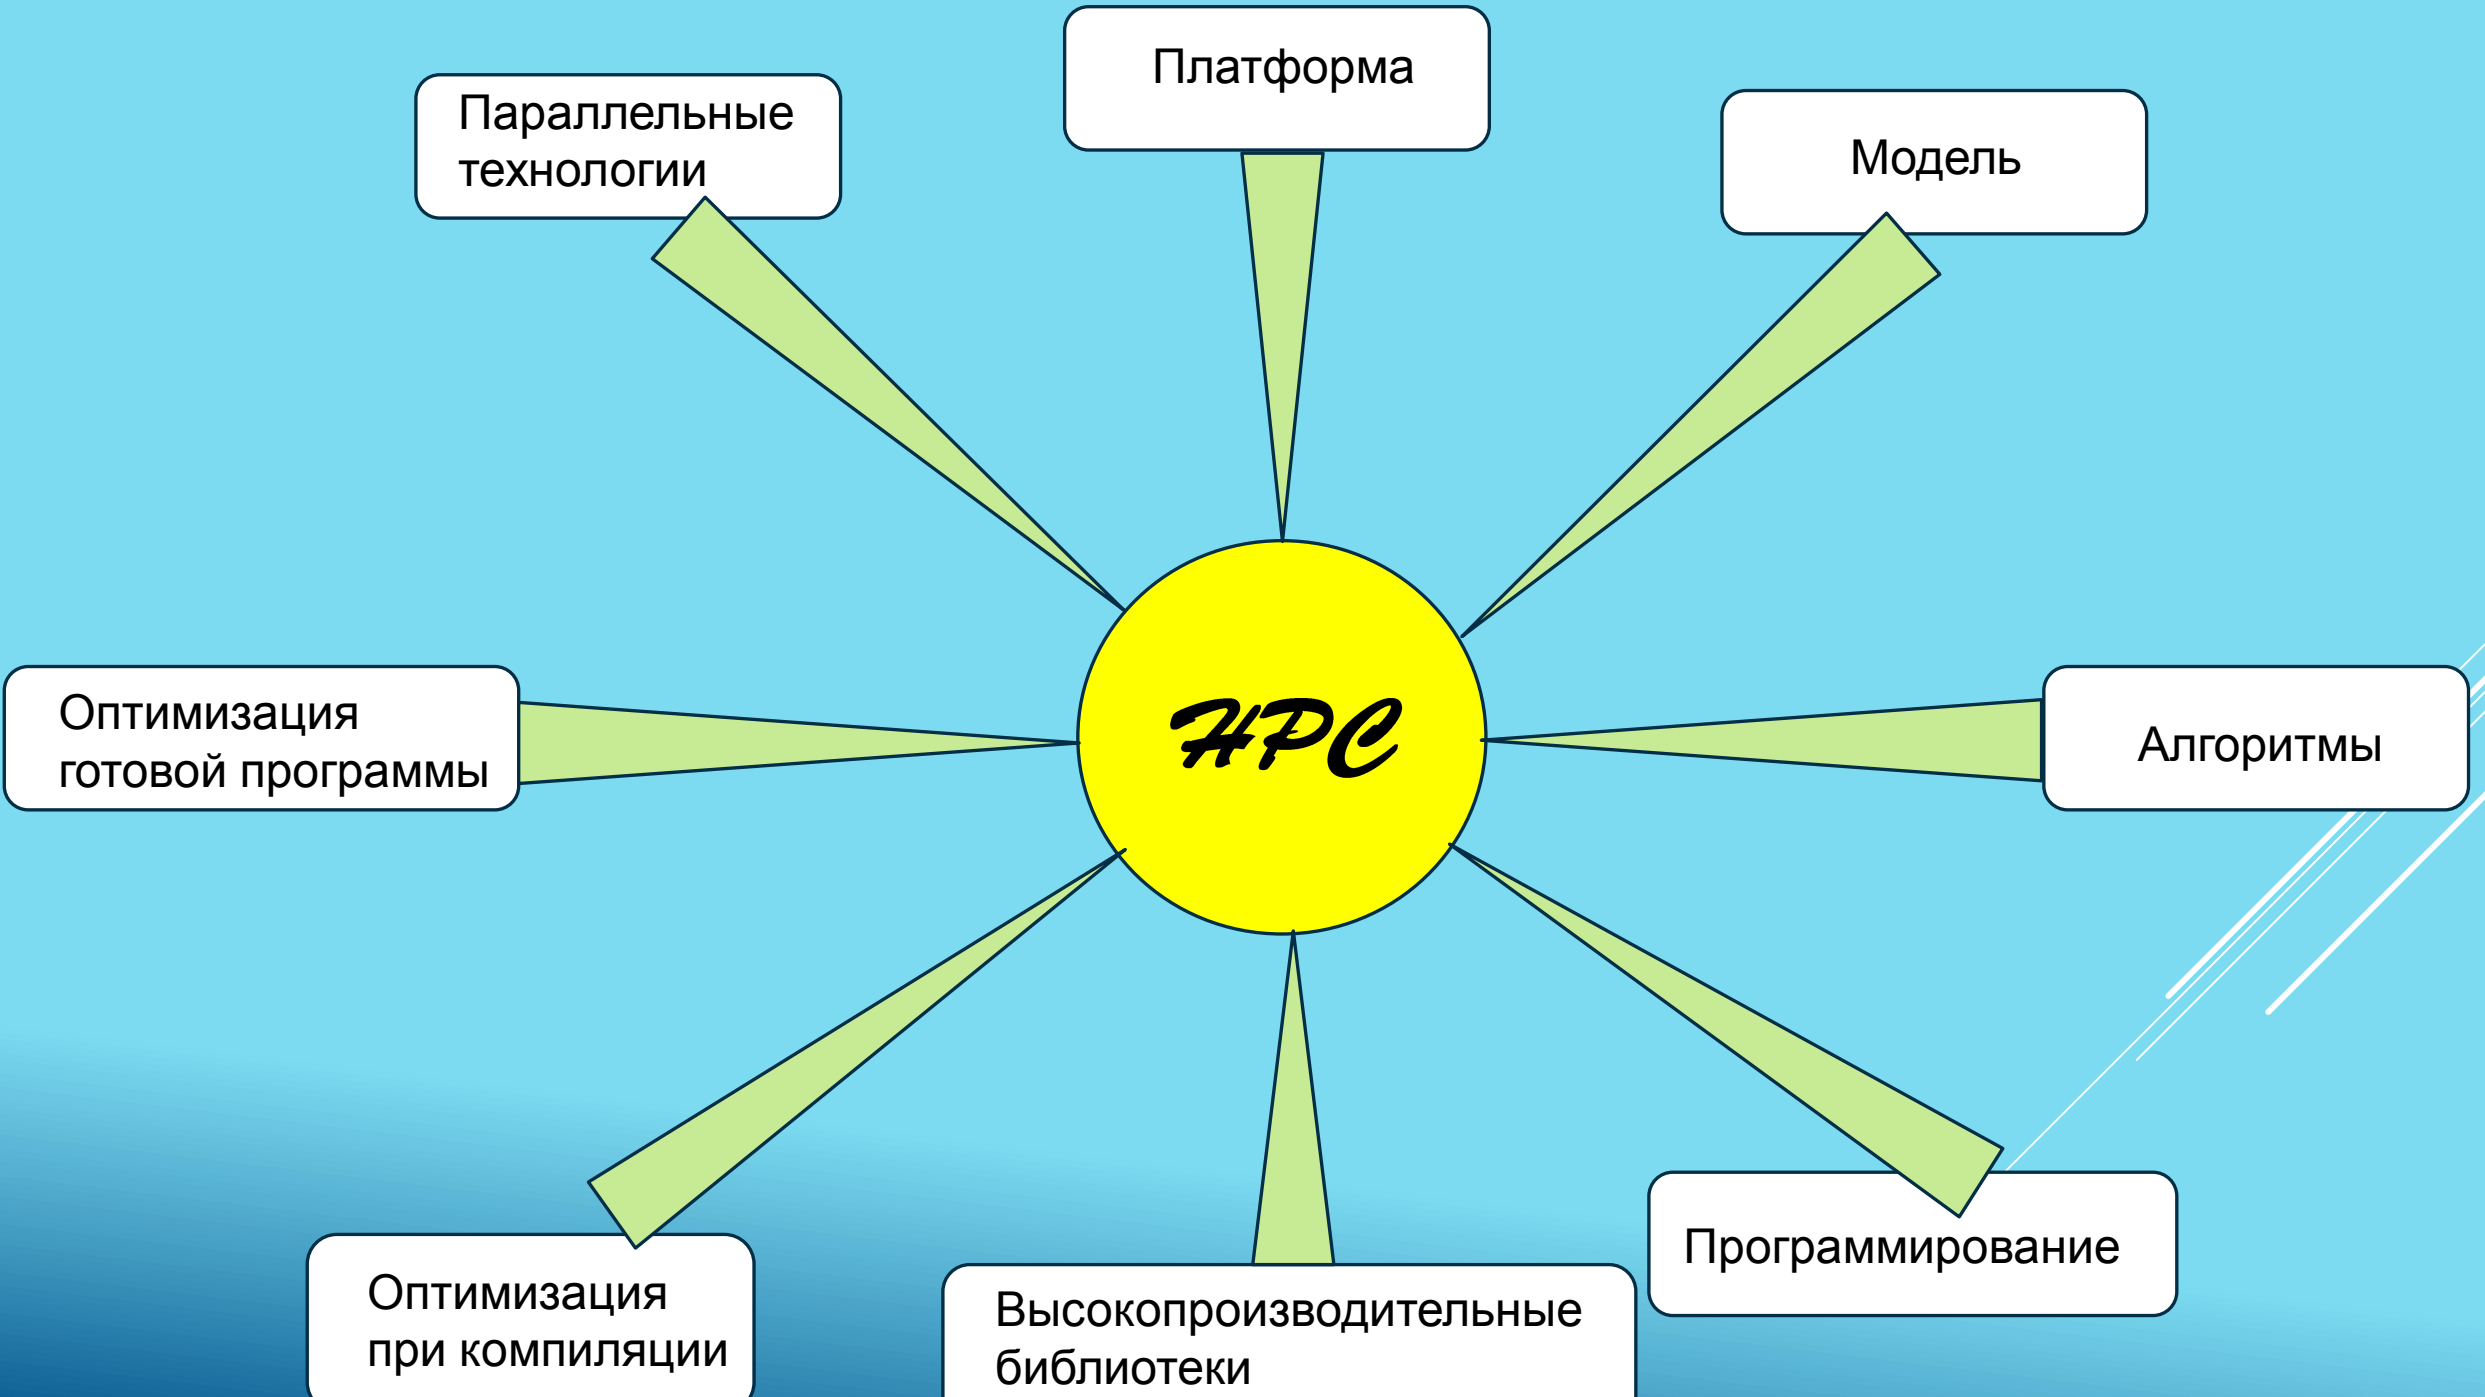 Платформа
Параллельные
технологии
Модель
Оптимизация
готовой программы
HPC
Алгоритмы
Программирование
Оптимизация
при компиляции
Высокопроизводительные
библиотеки